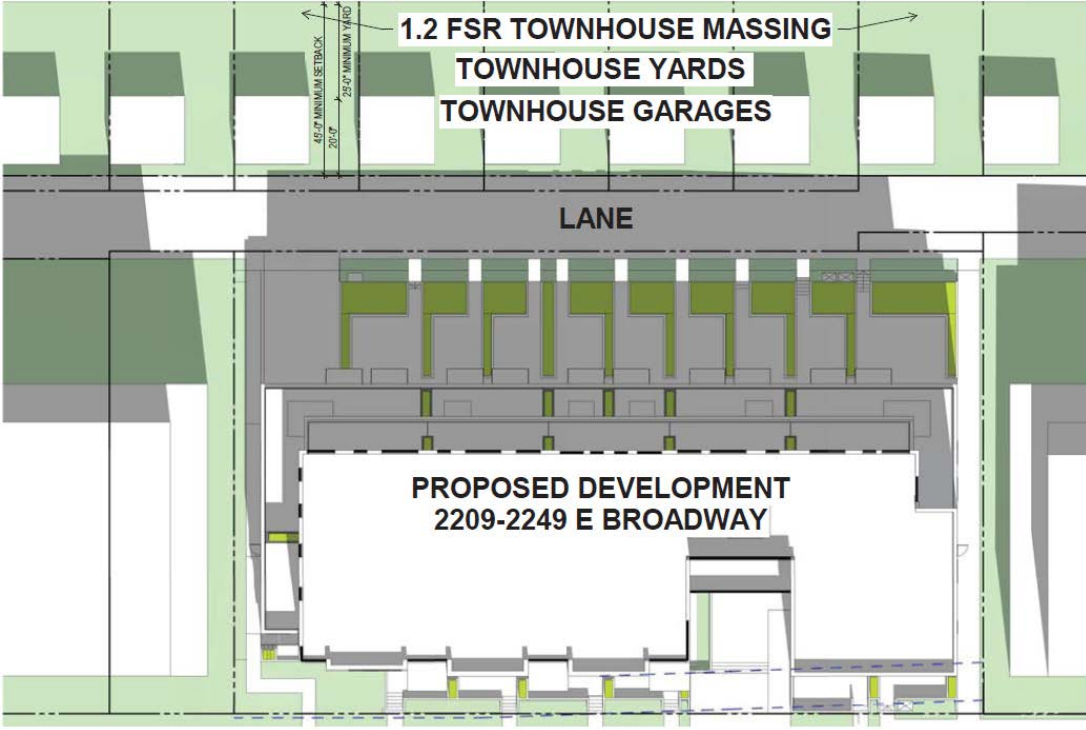 1.2 FSR TOWNHOUSE MASSING
TOWNHOUSE YARDS
TOWNHOUSE GARAGES
45'-0" MINIMUM SETBACK
20'-0"
25'-0" MINIMUM YARD
LANE
PROPOSED DEVELOPMENT
2209-2249 E BROADWAY